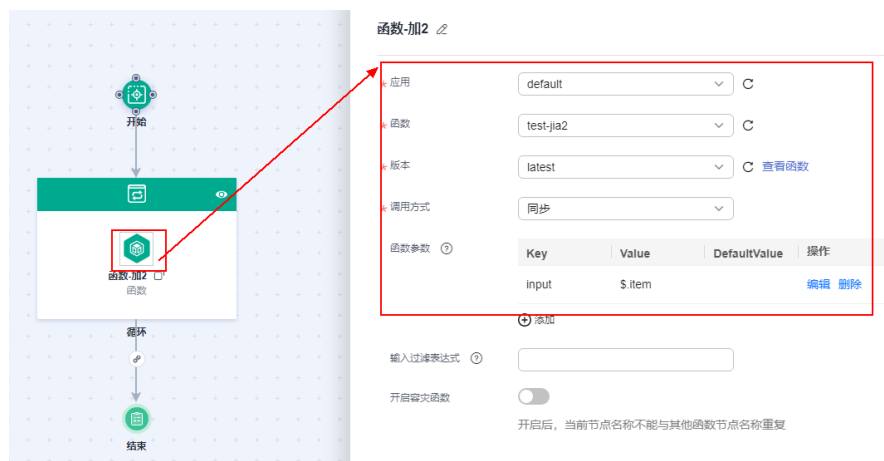 开始
函数-加2
函数
循环
结束
函数-加2
* 应用 default
* 函数 test-jia2
* 版本 latest 查看函数
* 调用方式 同步
函数参数 ?
Key Value DefaultValue 操作
input $.item 编辑 删除
添加
输入过滤表达式 ?
开启容灾函数
开启后，当前节点名称不能与其他函数节点名称重复